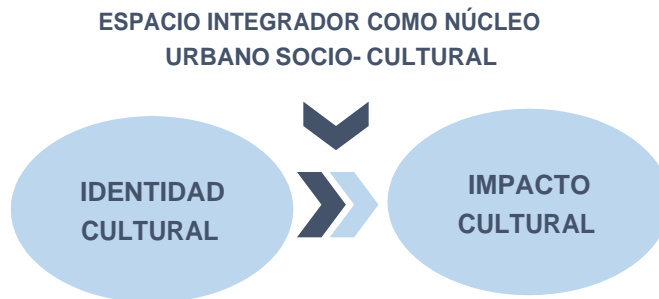 ESPACIO INTEGRADOR COMO NÚCLEO
URBANO SOCIO- CULTURAL
IDENTIDAD
CULTURAL
IMPACTO
CULTURAL